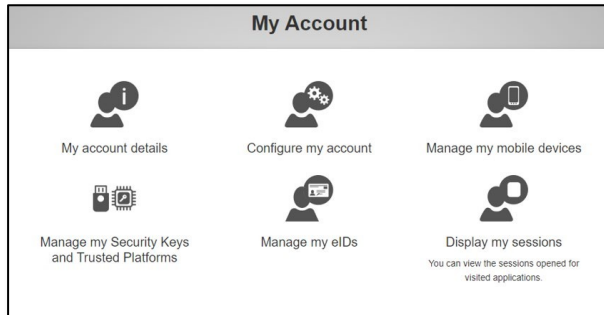 My Account
My account details
Configure my account
Manage my mobile devices
Manage my Security Keys
and Trusted Platforms
Manage my eIDs
Display my sessions
You can view the sessions opened for
visited applications.